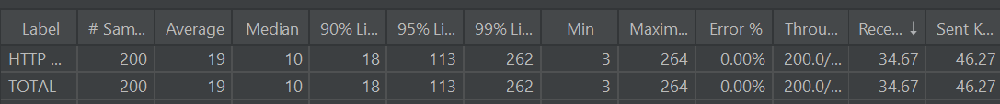 Label # Sam... Average Median 90% Li... 95% Li... 99% Li... Min Maxim... Error % Throu... Rece... ↓ Sent K...
HTTP ... 200 19 10 18 113 262 3 264 0.00% 200.0/... 34.67 46.27
TOTAL 200 19 10 18 113 262 3 264 0.00% 200.0/... 34.67 46.27